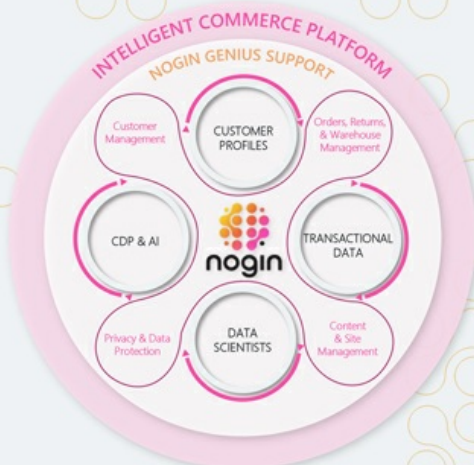 INTELLIGENT COMMERCE PLATFORM
NOGIN GENIUS SUPPORT
Customer
Management
CUSTOMER
PROFILES
Orders, Returns,
& Warehouse
Management
CDP & AI
nogin
TRANSACTIONAL
DATA
Privacy & Data
Protection
DATA
SCIENTISTS
Content
& Site
Management